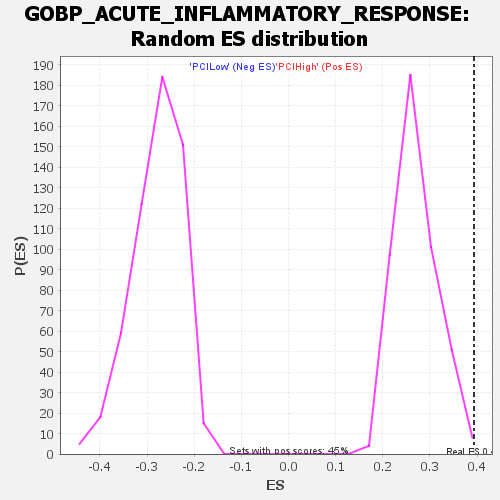 GOBP_ACUTE_INFLAMMATORY_RESPONSE:
Random ES distribution
'PCILow' (Neg ES)'PCIHigh' (Pos ES)
190
180
170
160
150
140
130
120
110
100
90
80
70
60
50
40
30
20
10
0
P(ES)
Sets with pos scores: 45%
Real ES 0.
-0.4 -0.3 -0.2 -0.1 0.0 0.1 0.2 0.3 0.4
ES